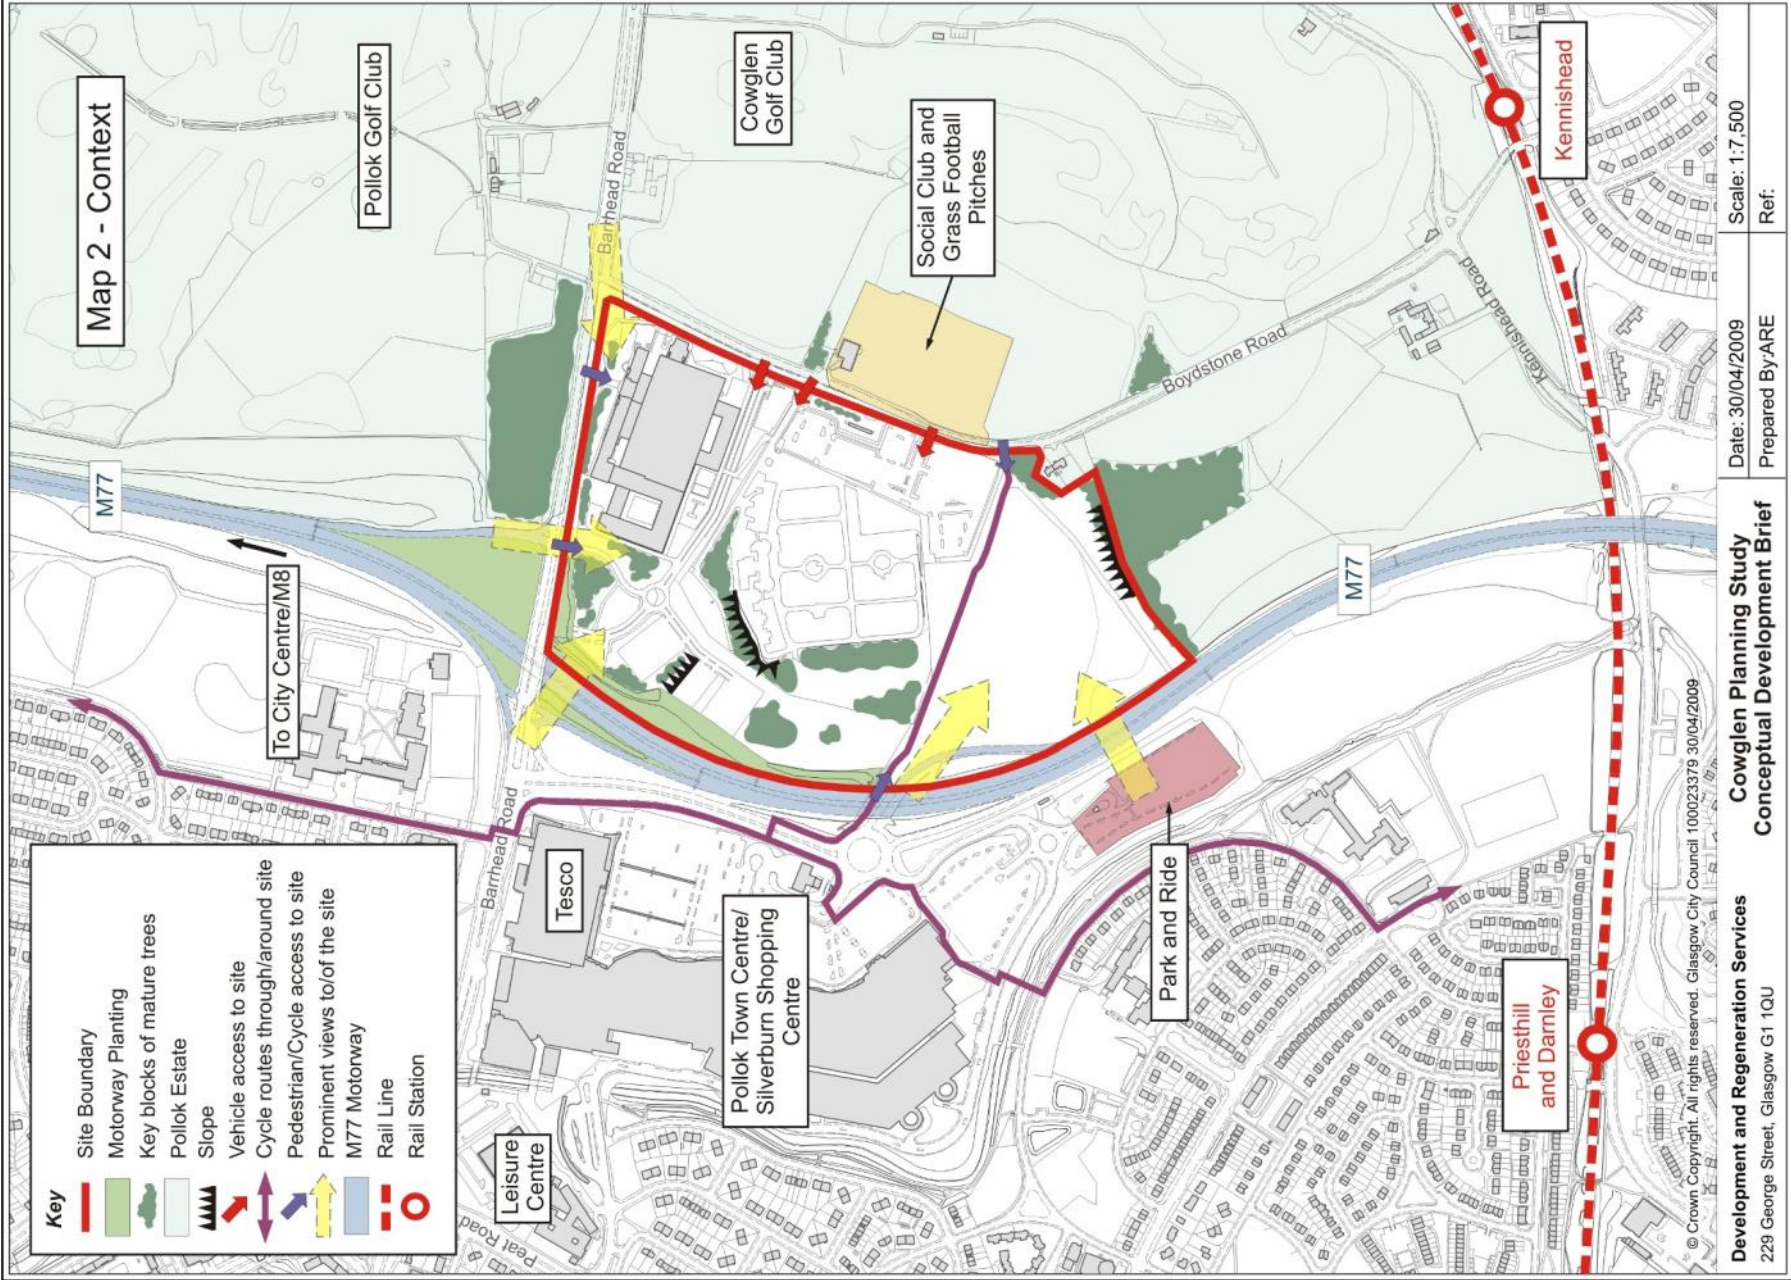 Map 2 - Context
Pollok Golf Club
Cowglen
Golf Club
Barrhead Road
Social Club and
Grass Football
Pitches
Boydstone Road
Kennishead Road
Kennishead
M77
To City Centre/M8
M77
Barrhead Road
Tesco
Pollok Town Centre/
Silverburn Shopping
Centre
Park and Ride
Leisure
Centre
Peat Road
Priesthill
and Darnley
Key
Site Boundary
Motorway Planting
Key blocks of mature trees
Pollok Estate
Slope
Vehicle access to site
Cycle routes through/around site
Pedestrian/Cycle access to site
Prominent views to/of the site
M77 Motorway
Rail Line
Rail Station
© Crown Copyright. All rights reserved. Glasgow City Council 100023379 30/04/2009
Development and Regeneration Services
229 George Street, Glasgow G1 1QU
Cowglen Planning Study
Conceptual Development Brief
Date: 30/04/2009
Prepared By:ARE
Scale: 1:7,500
Ref: